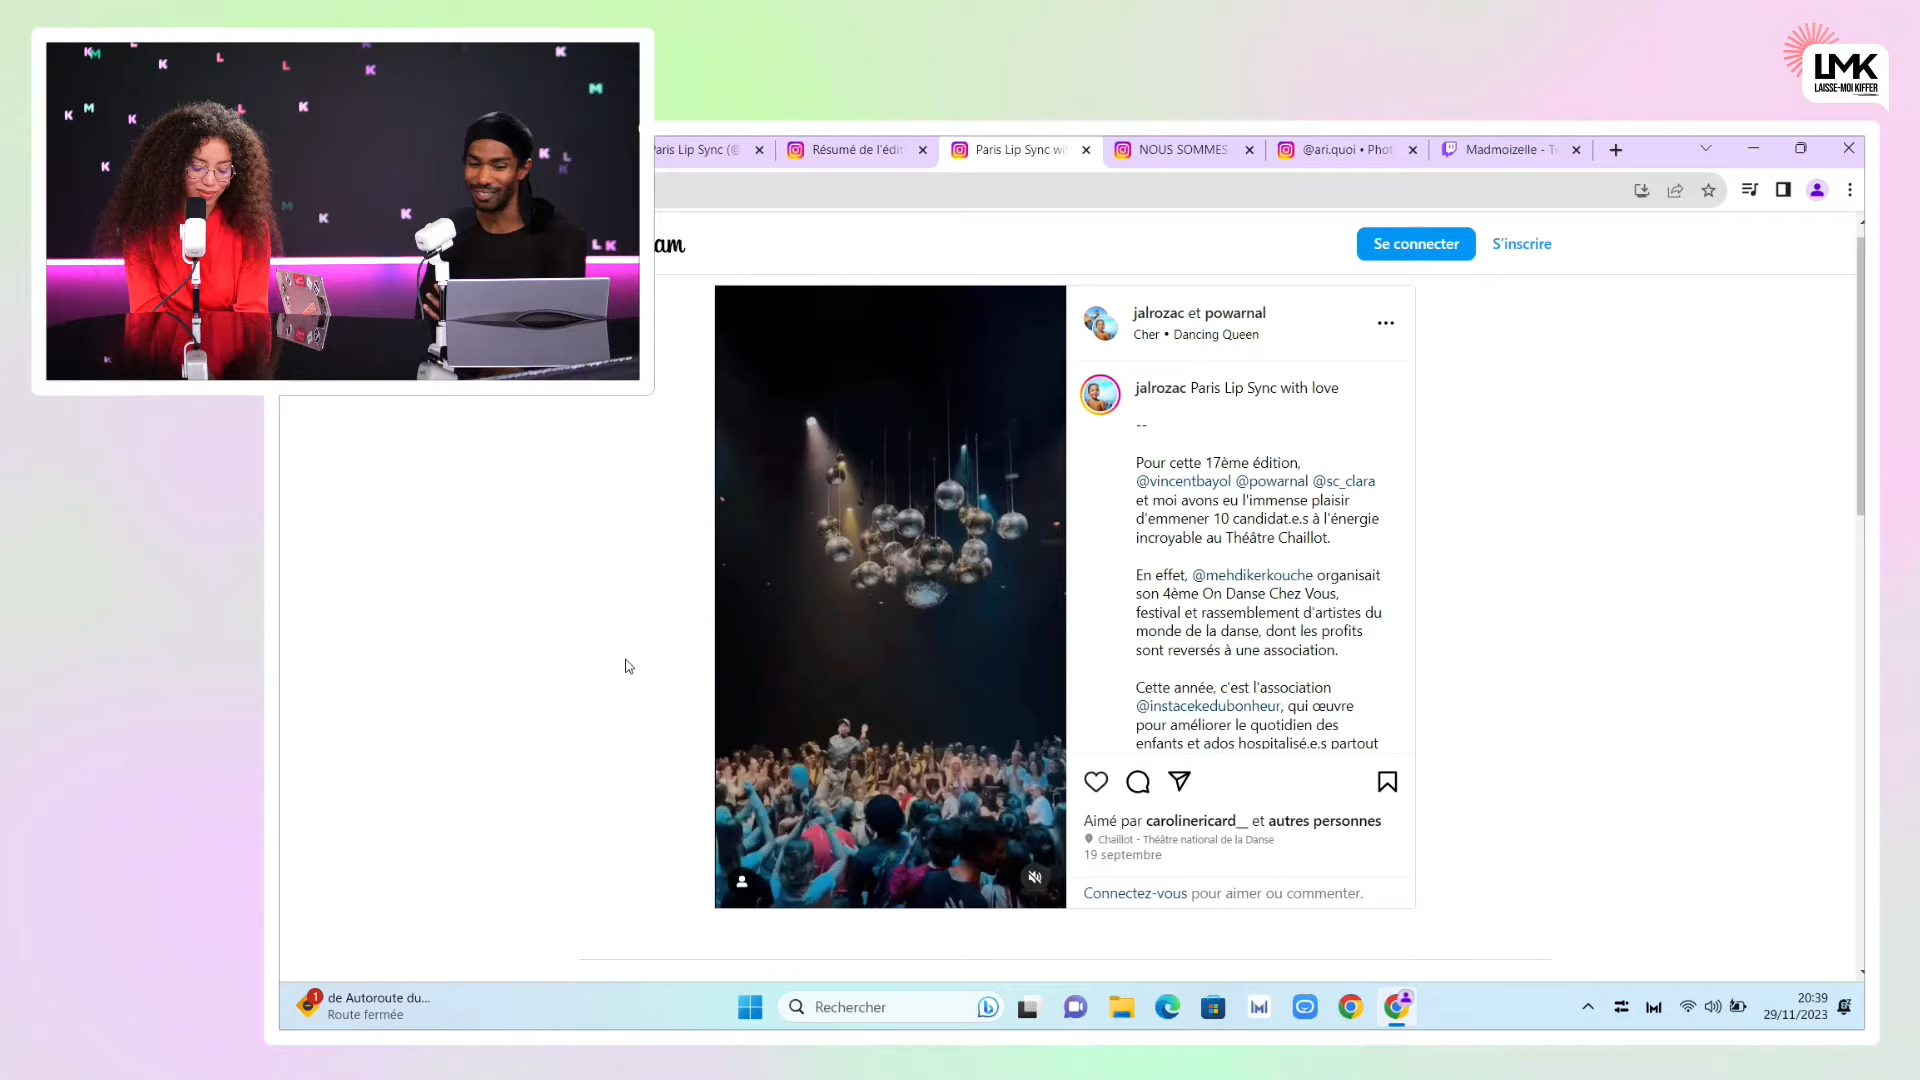 LMK
LAISSE-MOI KIFFER
Paris Lip Sync (@
Résumé de l'édit
Paris Lip Sync wit
NOUS SOMMES
@ari.quoi • Phot
Madmoizelle - Tw
am
Se connecter
S'inscrire
jalrozac et powarnal
Cher • Dancing Queen
jalrozac Paris Lip Sync with love
--
Pour cette 17ème édition,
@vincentbayol @powarnal @sc_clara
et moi avons eu l'immense plaisir
d'emmener 10 candidat.e.s à l'énergie
incroyable au Théâtre Chaillot.
En effet, @mehdikerkouche organisait
son 4ème On Danse Chez Vous,
festival et rassemblement d'artistes du
monde de la danse, dont les profits
sont reversés à une association.
Cette année, c'est l'association
@instacekedubonheur, qui œuvre
pour améliorer le quotidien des
enfants et ados hospitalisé.e.s partout
Aimé par carolinericard__ et autres personnes
Chaillot - Théâtre national de la Danse
19 septembre
Connectez-vous pour aimer ou commenter.
1
de Autoroute du...
Route fermée
Rechercher
20:39
29/11/2023